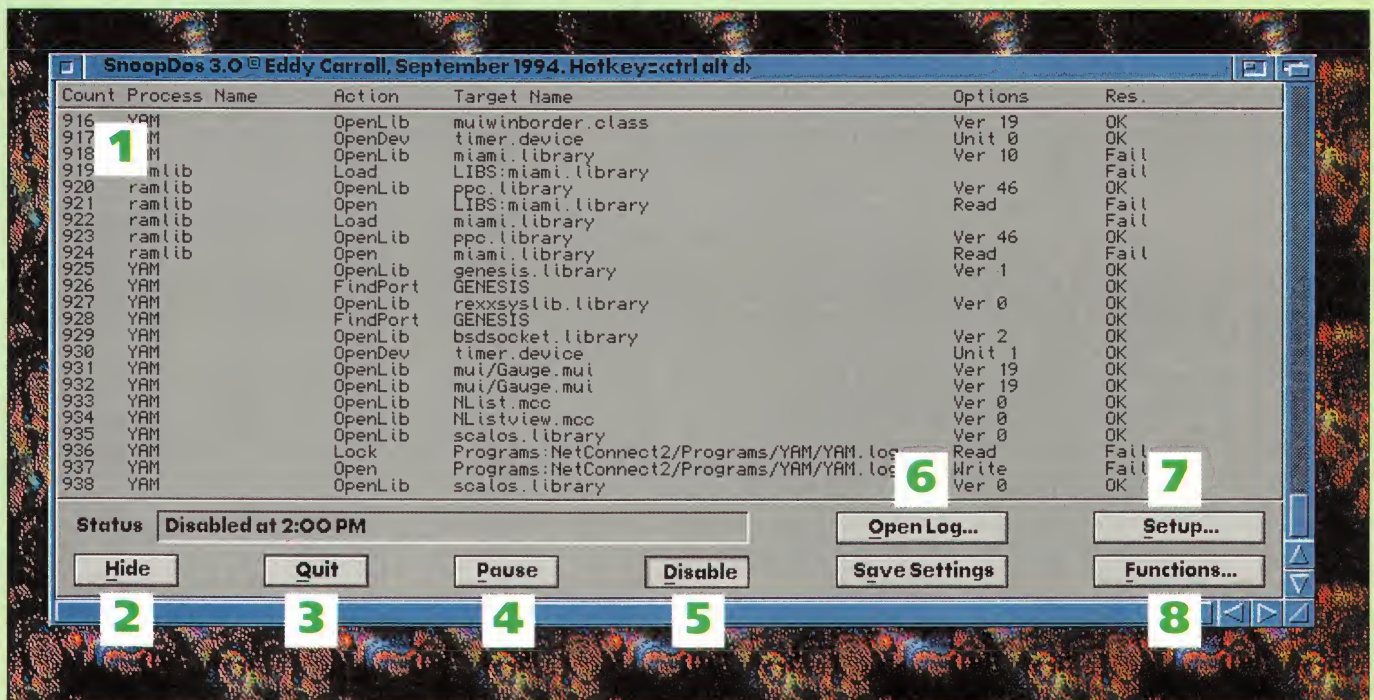 SnoopDos 3.0 © Eddy Carroll, September 1994. Hotkey=<ctrl alt d>
Count Process Name Action Target Name Options Res.
916 YAM OpenLib muiwinborder.class Ver 19 OK
917 OpenDev timer.device Unit 0 OK
918 OpenLib miami.library Ver 10 Fail
919 ramlib Load LIBS:miami.library Fail
920 ramlib OpenLib ppc.library Ver 46 OK
921 ramlib Open LIBS:miami.library Read Fail
922 ramlib Load miami.library Fail
923 ramlib OpenLib ppc.library Ver 46 OK
924 ramlib Open miami.library Read Fail
925 YAM OpenLib genesis.library Ver 1 OK
926 YAM FindPort GENESIS OK
927 YAM OpenLib rexxsyslib.library Ver 0 OK
928 YAM FindPort GENESIS OK
929 YAM OpenLib bsdsocket.library Ver 2 OK
930 YAM OpenDev timer.device Unit 1 OK
931 YAM OpenLib mui/Gauge.mui Ver 19 OK
932 YAM OpenLib mui/Gauge.mui Ver 19 OK
933 YAM OpenLib NList.mcc Ver 0 OK
934 YAM OpenLib NListview.mcc Ver 0 OK
935 YAM OpenLib scalos.library Ver 0 OK
936 YAM Lock Programs:NetConnect2/Programs/YAM/YAM.log Read Fail
937 YAM Open Programs:NetConnect2/Programs/YAM/YAM.log Write Fail
938 YAM OpenLib scalos.library Ver 0 OK
1
6
7
Status Disabled at 2:00 PM Open Log... Setup...
Hide Quit Pause Disable Save Settings Functions...
2 3 4 5 8